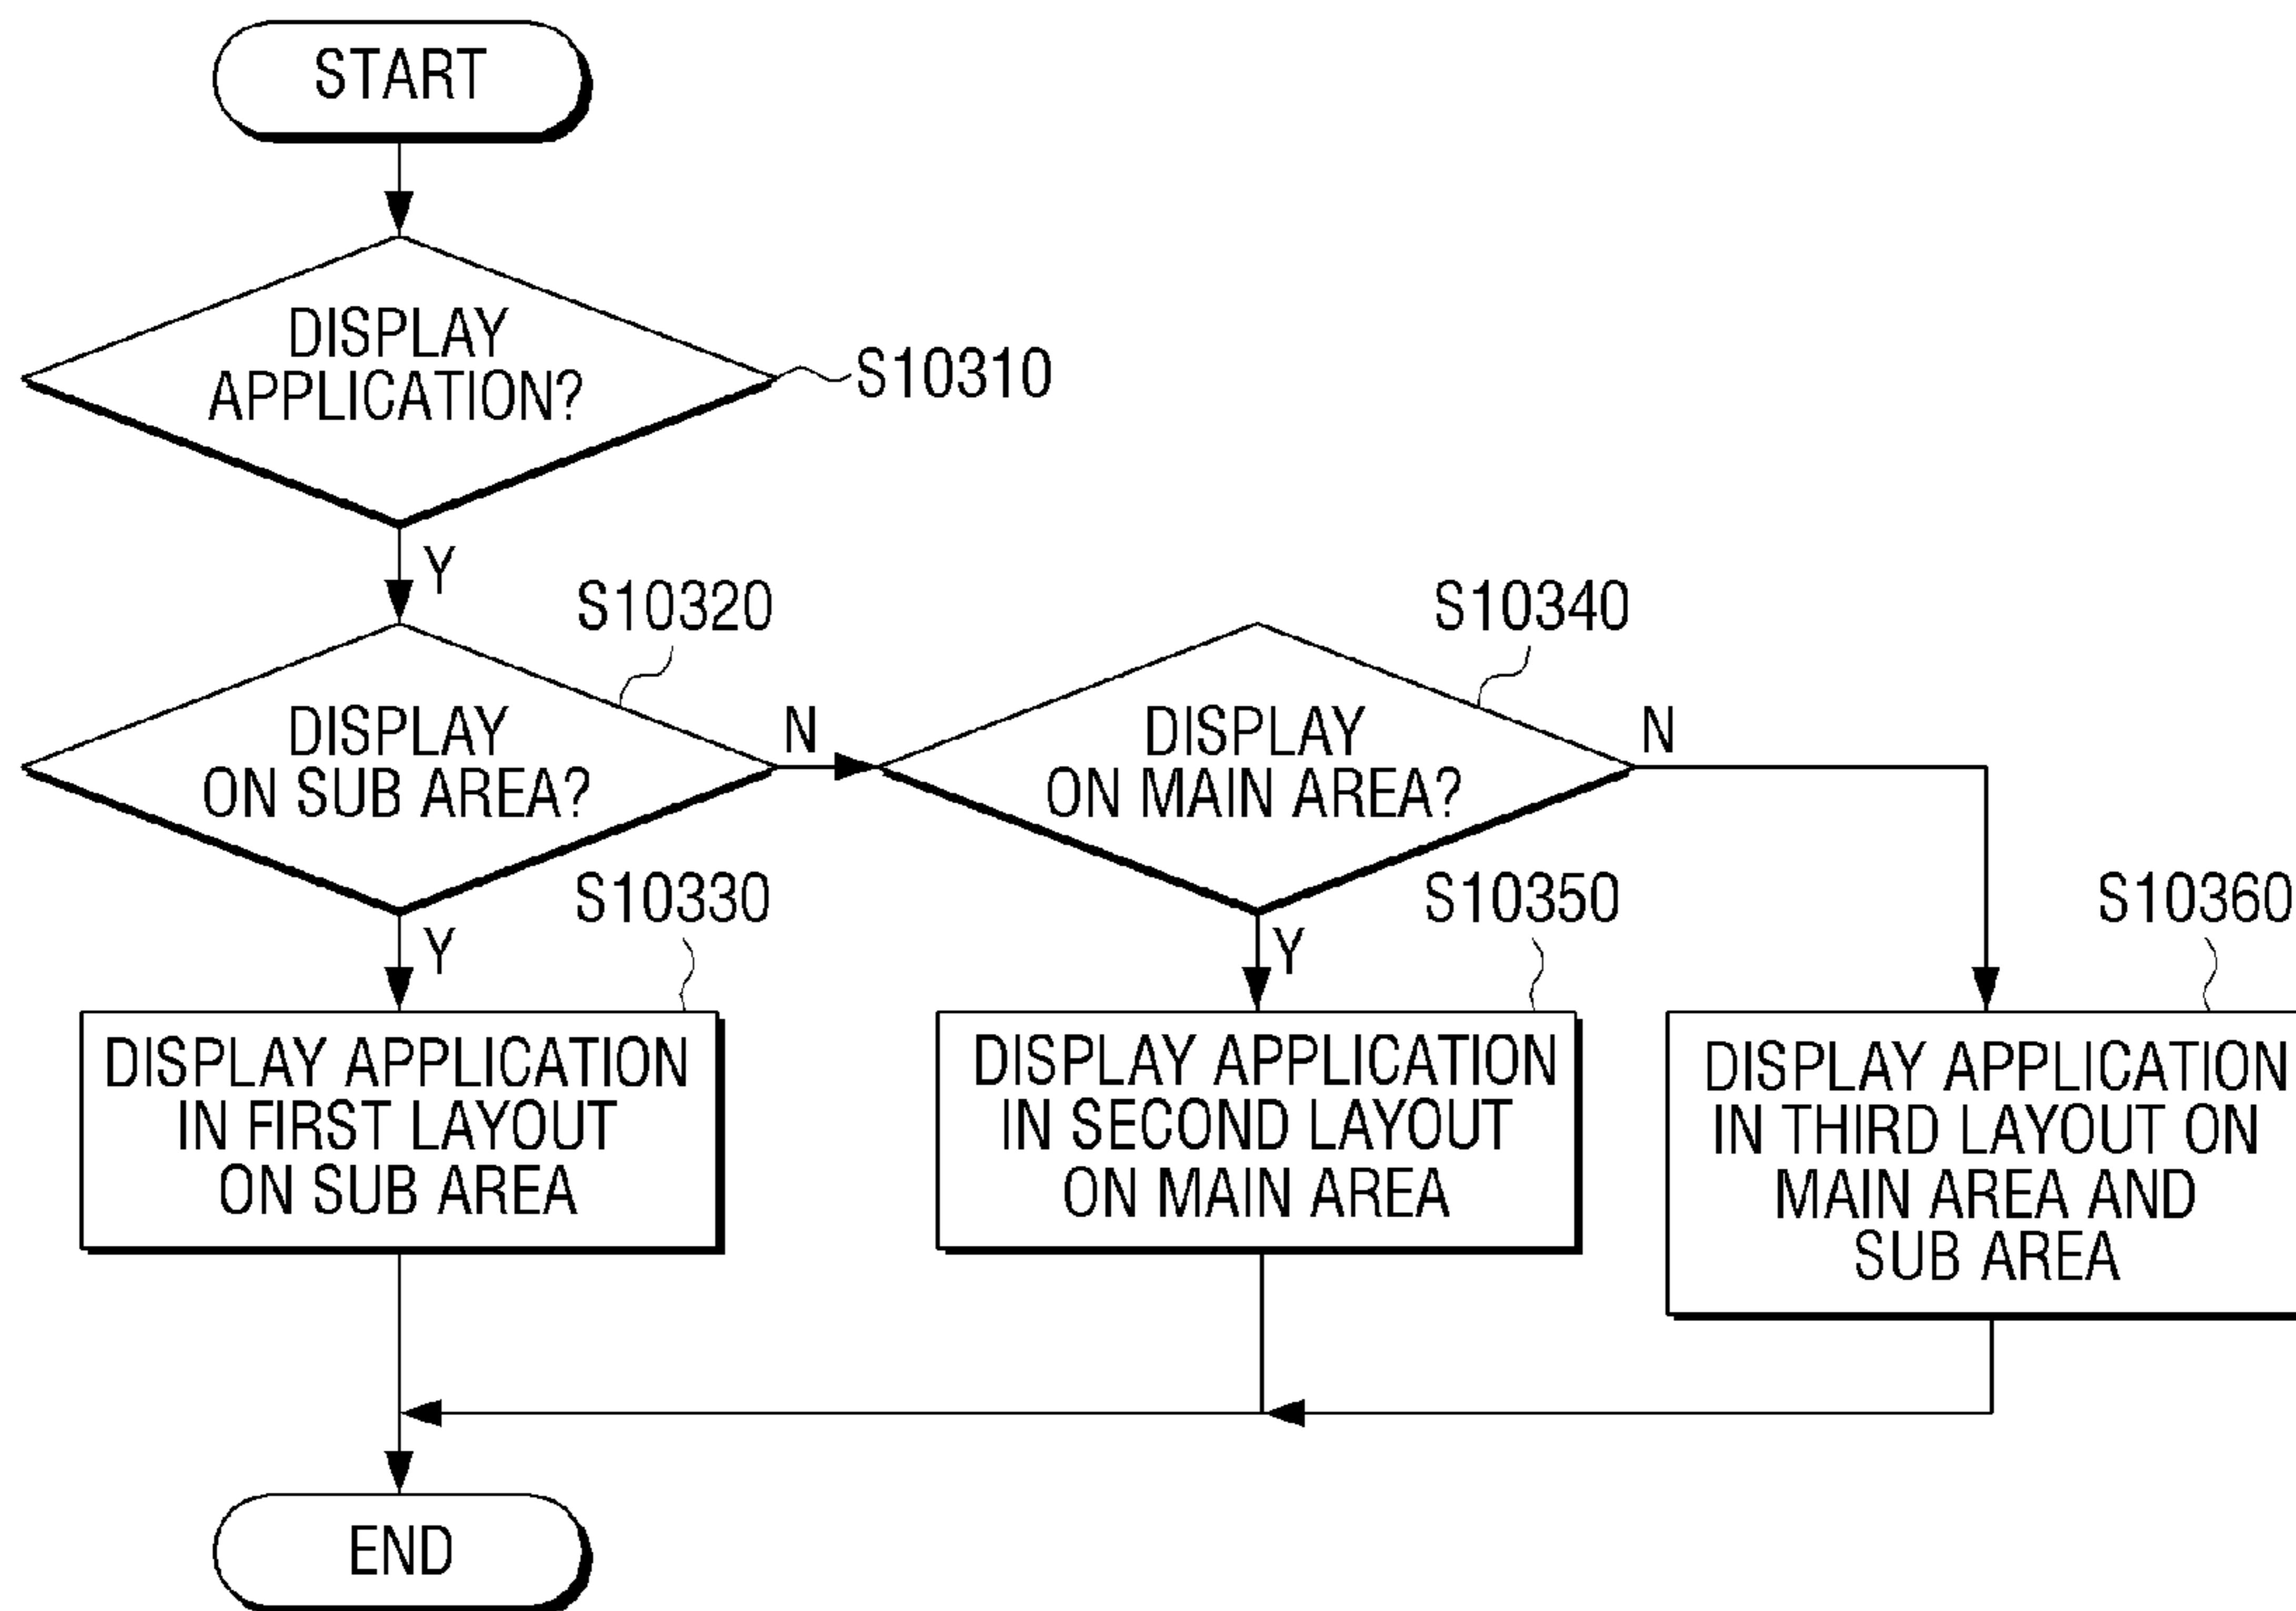 START
DISPLAY
APPLICATION?
S10310
Y
S10320
DISPLAY
ON SUB AREA?
N
S10340
DISPLAY
ON MAIN AREA?
N
Y
S10330
DISPLAY APPLICATION
IN FIRST LAYOUT
ON SUB AREA
Y
S10350
DISPLAY APPLICATION
IN SECOND LAYOUT
ON MAIN AREA
S10360
DISPLAY APPLICATION
IN THIRD LAYOUT ON
MAIN AREA AND
SUB AREA
END